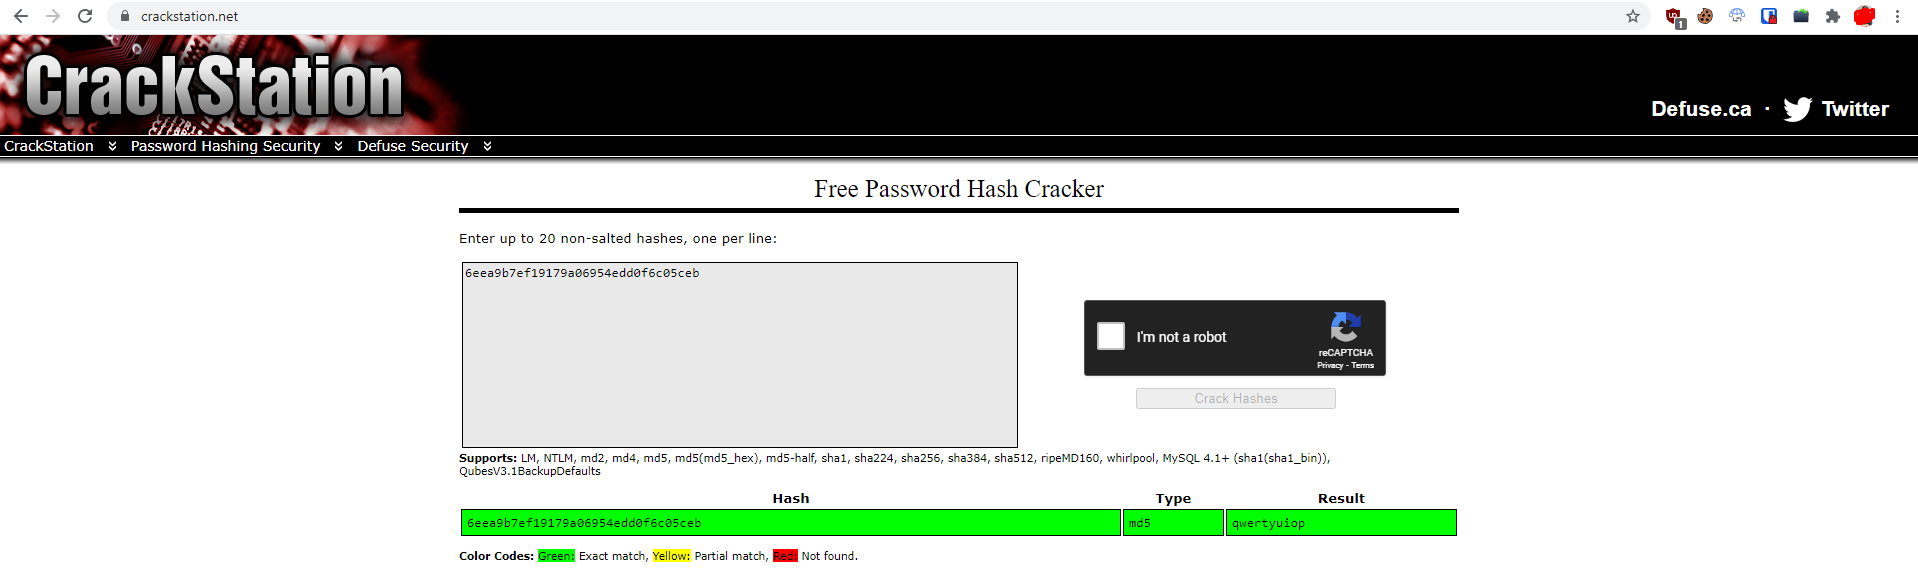 crackstation.net
1
CrackStation
Defuse.ca · Twitter
CrackStation Password Hashing Security Defuse Security
Free Password Hash Cracker
Enter up to 20 non-salted hashes, one per line:
6eea9b7ef19179a06954edd0f6c05ceb
I'm not a robot
reCAPTCHA
Privacy - Terms
Crack Hashes
Supports: LM, NTLM, md2, md4, md5, md5(md5_hex), md5-half, sha1, sha224, sha256, sha384, sha512, ripeMD160, whirlpool, MySQL 4.1+ (sha1(sha1_bin)),
QubesV3.1BackupDefaults
Hash Type Result
6eea9b7ef19179a06954edd0f6c05ceb md5 qwertyuiop
Color Codes: Green: Exact match, Yellow: Partial match, Red: Not found.